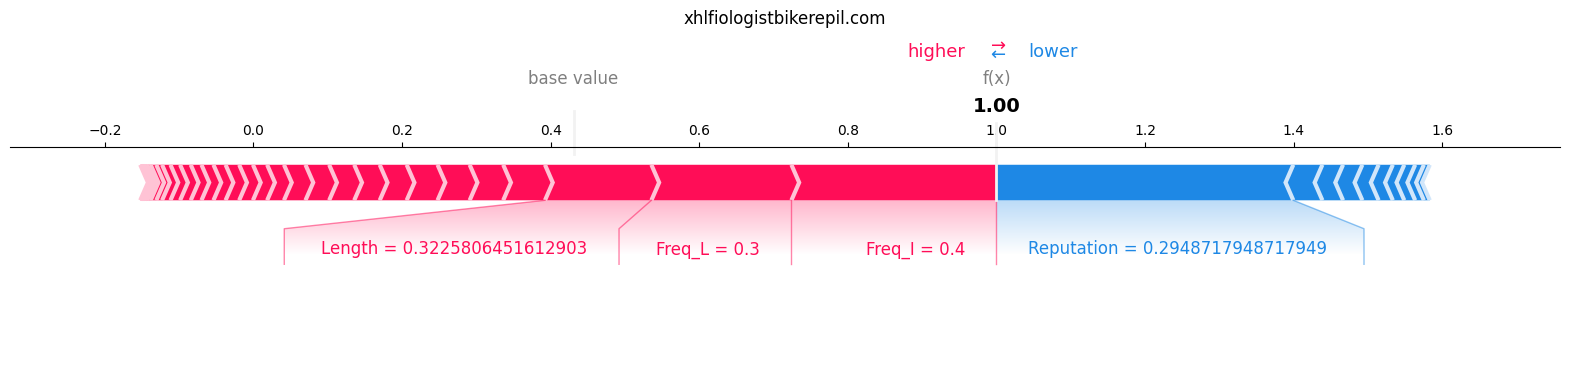 xhlfiologistbikerepil.com
higher ⇄ lower
base value f(x)
1.00
−0.2 0.0 0.2 0.4 0.6 0.8 1.0 1.2 1.4 1.6
Length = 0.3225806451612903 Freq_L = 0.3 Freq_I = 0.4 Reputation = 0.2948717948717949